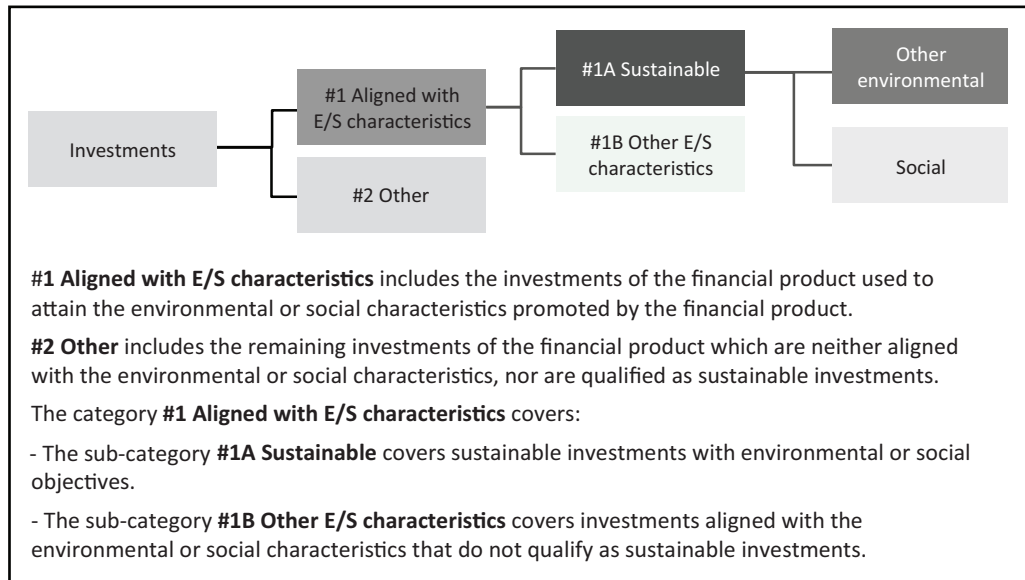 Investments
#1 Aligned with
E/S characteristics
#2 Other
#1A Sustainable
#1B Other E/S
characteristics
Other
environmental
Social
#1 Aligned with E/S characteristics includes the investments of the financial product used to
attain the environmental or social characteristics promoted by the financial product.
#2 Other includes the remaining investments of the financial product which are neither aligned
with the environmental or social characteristics, nor are qualified as sustainable investments.
The category #1 Aligned with E/S characteristics covers:
- The sub-category #1A Sustainable covers sustainable investments with environmental or social
objectives.
- The sub-category #1B Other E/S characteristics covers investments aligned with the
environmental or social characteristics that do not qualify as sustainable investments.